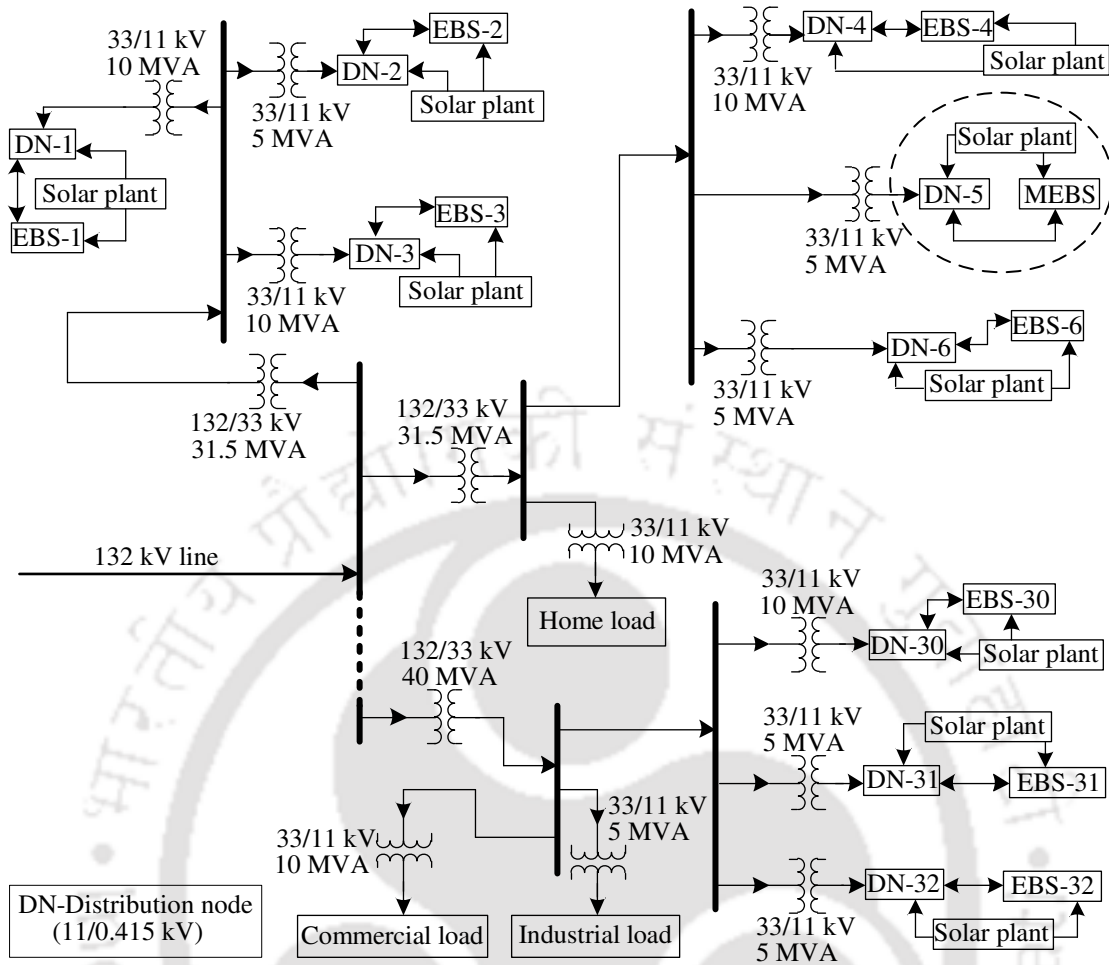 33/11 kV
10 MVA
DN-1
Solar plant
EBS-1
33/11 kV
5 MVA
DN-2
EBS-2
Solar plant
33/11 kV
10 MVA
DN-3
EBS-3
Solar plant
132/33 kV
31.5 MVA
132/33 kV
31.5 MVA
33/11 kV
10 MVA
Home load
132 kV line
33/11 kV
10 MVA
DN-4
EBS-4
Solar plant
33/11 kV
5 MVA
Solar plant
DN-5
MEBS
33/11 kV
5 MVA
DN-6
EBS-6
Solar plant
132/33 kV
40 MVA
33/11 kV
10 MVA
Commercial load
33/11 kV
5 MVA
Industrial load
33/11 kV
10 MVA
DN-30
EBS-30
Solar plant
33/11 kV
5 MVA
Solar plant
DN-31
EBS-31
33/11 kV
5 MVA
DN-32
EBS-32
Solar plant
DN-Distribution node
(11/0.415 kV)